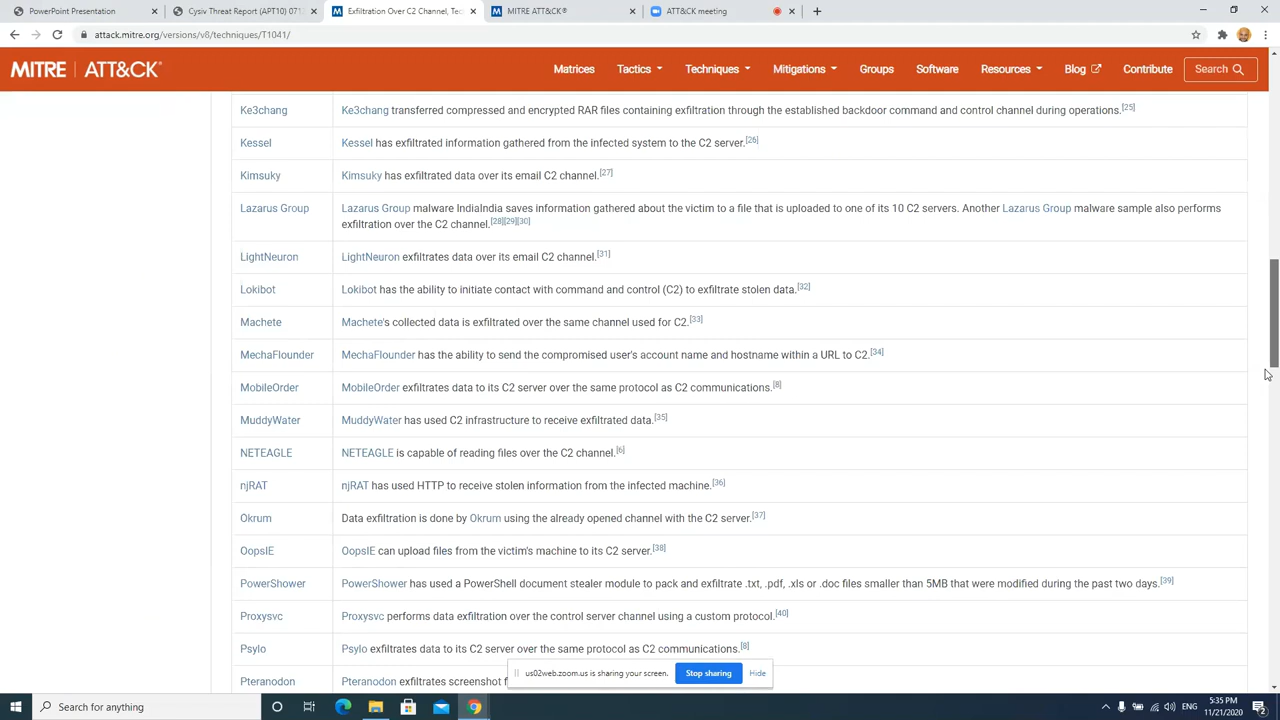 PowerPoint Presentation
Cysiv Threat Report (APT10) 071
Exfiltration Over C2 Channel, Tec
MITRE ATT&CK®
ATT&CK meeting
attack.mitre.org/versions/v8/techniques/T1041/
MITRE | ATT&CK®
Matrices Tactics Techniques Mitigations Groups Software Resources Blog Contribute Search
Ke3chang Ke3chang transferred compressed and encrypted RAR files containing exfiltration through the established backdoor command and control channel during operations.[25]
Kessel Kessel has exfiltrated information gathered from the infected system to the C2 server.[26]
Kimsuky Kimsuky has exfiltrated data over its email C2 channel.[27]
Lazarus Group Lazarus Group malware IndiaIndia saves information gathered about the victim to a file that is uploaded to one of its 10 C2 servers. Another Lazarus Group malware sample also performs
exfiltration over the C2 channel.[28][29][30]
LightNeuron LightNeuron exfiltrates data over its email C2 channel.[31]
Lokibot Lokibot has the ability to initiate contact with command and control (C2) to exfiltrate stolen data.[32]
Machete Machete's collected data is exfiltrated over the same channel used for C2.[33]
MechaFlounder MechaFlounder has the ability to send the compromised user's account name and hostname within a URL to C2.[34]
MobileOrder MobileOrder exfiltrates data to its C2 server over the same protocol as C2 communications.[8]
MuddyWater MuddyWater has used C2 infrastructure to receive exfiltrated data.[35]
NETEAGLE NETEAGLE is capable of reading files over the C2 channel.[6]
njRAT njRAT has used HTTP to receive stolen information from the infected machine.[36]
Okrum Data exfiltration is done by Okrum using the already opened channel with the C2 server.[37]
OopsIE OopsIE can upload files from the victim's machine to its C2 server.[38]
PowerShower PowerShower has used a PowerShell document stealer module to pack and exfiltrate .txt, .pdf, .xls or .doc files smaller than 5MB that were modified during the past two days.[39]
Proxysvc Proxysvc performs data exfiltration over the control server channel using a custom protocol.[40]
Psylo Psylo exfiltrates data to its C2 server over the same protocol as C2 communications.[8]
Pteranodon Pteranodon exfiltrates screenshot f
us02web.zoom.us is sharing your screen. Stop sharing Hide
Search for anything
ENG
5:35 PM
11/21/2020
2